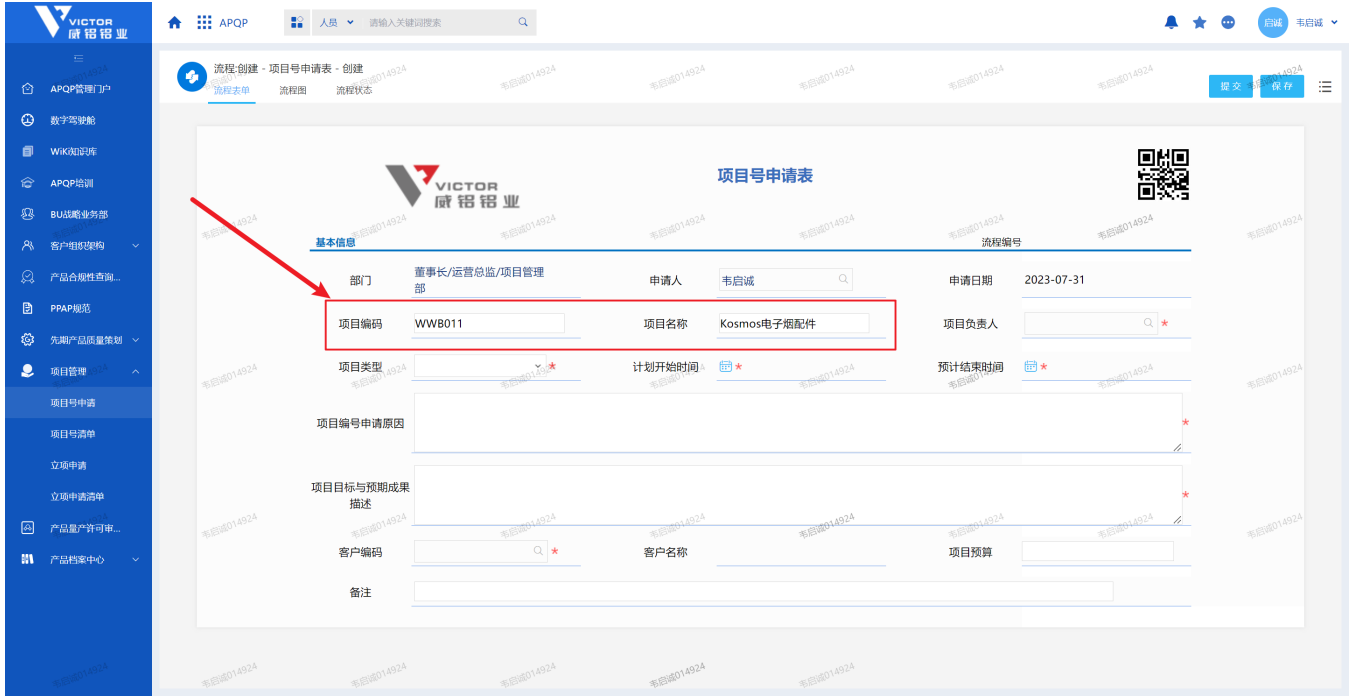 VICTOR
威铝铝业
APQP
人员
请输入关键词搜索
启诚
韦启诚
流程:创建 - 项目号申请表 - 创建
流程表单
流程图
流程状态
提交
保存
APQP管理门户
数字驾驶舱
WiKi知识库
APQP培训
BU战略业务部
客户组织架构
产品合规性查询...
PPAP规范
先期产品质量策划
项目管理
项目号申请
项目号清单
立项申请
立项申请清单
产品量产许可审...
产品档案中心
VICTOR
威铝铝业
项目号申请表
基本信息
流程编号
部门
董事长/运营总监/项目管理
部
申请人
韦启诚
申请日期
2023-07-31
项目编码
WWB011
项目名称
Kosmos电子烟配件
项目负责人
*
项目类型
*
计划开始时间
*
预计结束时间
*
项目编号申请原因
*
项目目标与预期成果
描述
*
客户编码
*
客户名称
项目预算
备注
韦启诚014924